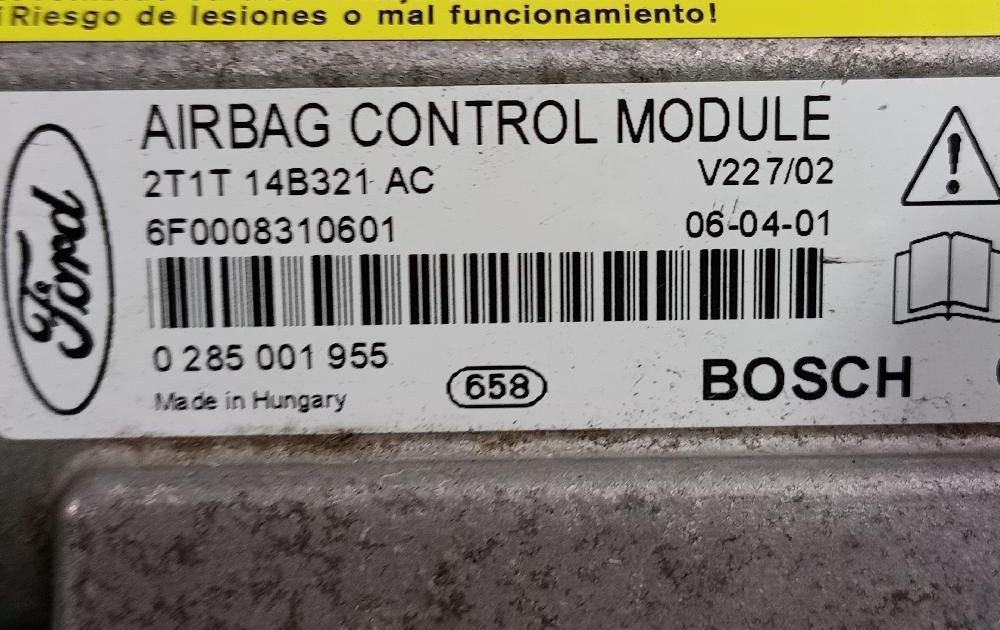 ¡Riesgo de lesiones o mal funcionamiento!
AIRBAG CONTROL MODULE
2T1T 14B321 AC
V227/02
6F0008310601
06-04-01
Ford
0 285 001 955
658
BOSCH
Made in Hungary